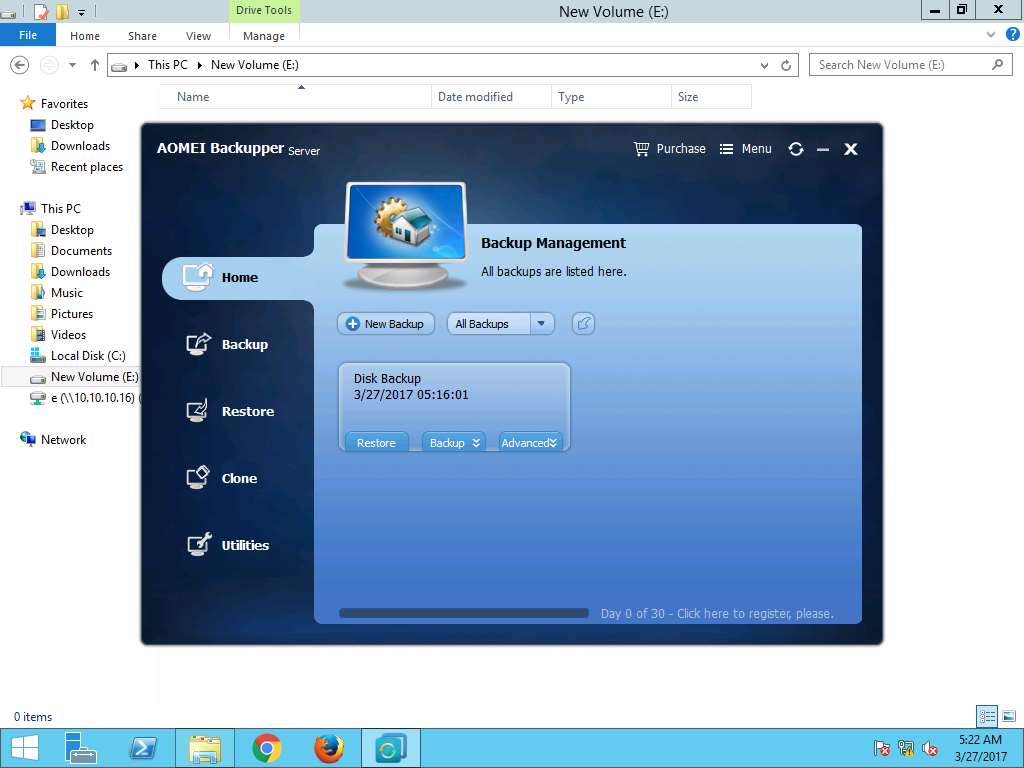 Drive Tools
New Volume (E:)
File
Home
Share
View
Manage
This PC
New Volume (E:)
Search New Volume (E:)
Name
Date modified
Type
Size
Favorites
Desktop
Downloads
Recent places
This PC
Desktop
Documents
Downloads
Music
Pictures
Videos
Local Disk (C:)
New Volume (E:)
e (\\10.10.10.16) (
Network
AOMEI Backupper Server
Purchase
Menu
Home
Backup
Restore
Clone
Utilities
Backup Management
All backups are listed here.
New Backup
All Backups
Disk Backup
3/27/2017 05:16:01
Restore
Backup
Advanced
Day 0 of 30 - Click here to register, please.
0 items
5:22 AM
3/27/2017